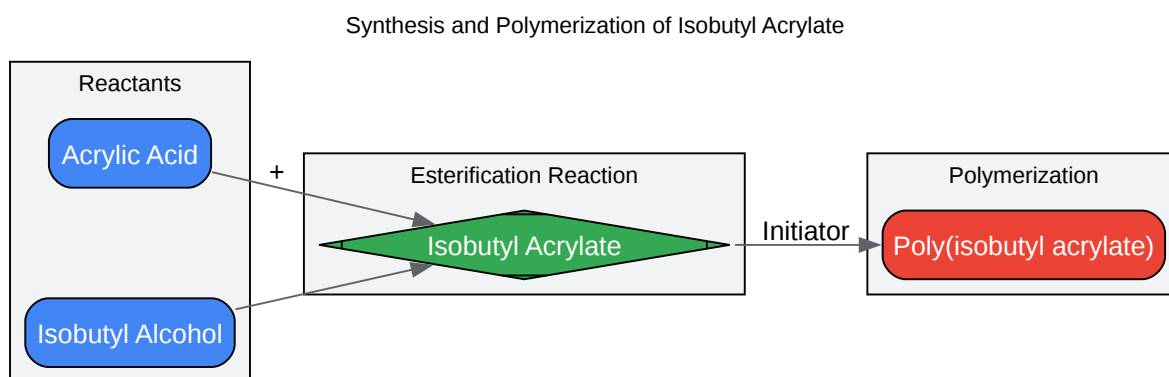 Synthesis and Polymerization of Isobutyl Acrylate
Reactants
Acrylic Acid
+
Esterification Reaction
Polymerization
Isobutyl Acrylate
Initiator
Poly(isobutyl acrylate)
Isobutyl Alcohol